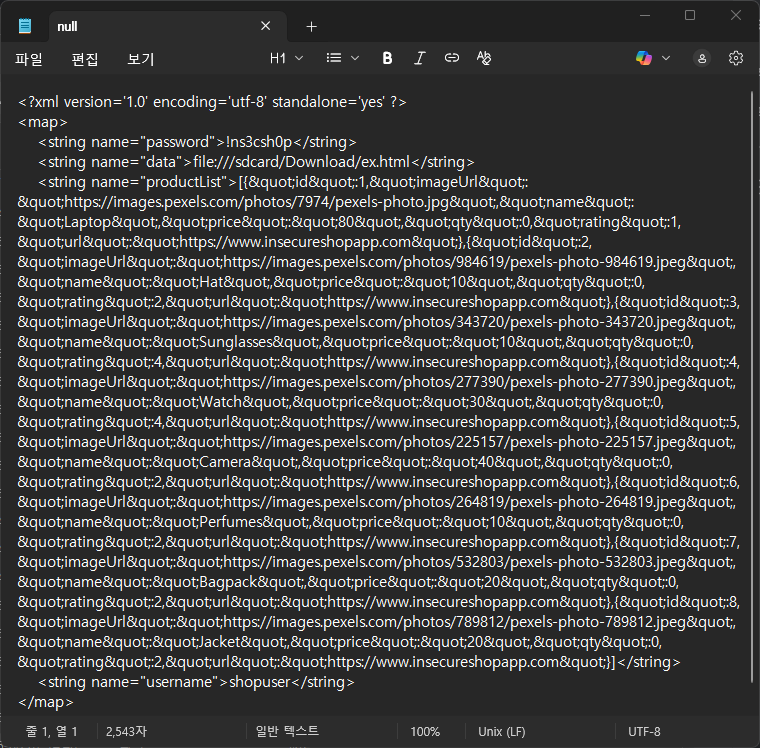 null
파일 편집 보기 H1 B I
<?xml version='1.0' encoding='utf-8' standalone='yes' ?>
<map>
    <string name="password">!ns3csh0p</string>
    <string name="data">file:///sdcard/Download/ex.html</string>
    <string name="productList">[{&quot;id&quot;:1,&quot;imageUrl&quot;:
&quot;https://images.pexels.com/photos/7974/pexels-photo.jpg&quot;,&quot;name&quot;:
&quot;Laptop&quot;,&quot;price&quot;:&quot;80&quot;,&quot;qty&quot;:0,&quot;rating&quot;:1,
&quot;url&quot;:&quot;https://www.insecureshopapp.com&quot;},{&quot;id&quot;:2,
&quot;imageUrl&quot;:&quot;https://images.pexels.com/photos/984619/pexels-photo-984619.jpeg&quot;,
&quot;name&quot;:&quot;Hat&quot;,&quot;price&quot;:&quot;10&quot;,&quot;qty&quot;:0,
&quot;rating&quot;:2,&quot;url&quot;:&quot;https://www.insecureshopapp.com&quot;},{&quot;id&quot;:3,
&quot;imageUrl&quot;:&quot;https://images.pexels.com/photos/343720/pexels-photo-343720.jpeg&quot;,
&quot;name&quot;:&quot;Sunglasses&quot;,&quot;price&quot;:&quot;10&quot;,&quot;qty&quot;:0,
&quot;rating&quot;:4,&quot;url&quot;:&quot;https://www.insecureshopapp.com&quot;},{&quot;id&quot;:4,
&quot;imageUrl&quot;:&quot;https://images.pexels.com/photos/277390/pexels-photo-277390.jpeg&quot;,
&quot;name&quot;:&quot;Watch&quot;,&quot;price&quot;:&quot;30&quot;,&quot;qty&quot;:0,
&quot;rating&quot;:4,&quot;url&quot;:&quot;https://www.insecureshopapp.com&quot;},{&quot;id&quot;:5,
&quot;imageUrl&quot;:&quot;https://images.pexels.com/photos/225157/pexels-photo-225157.jpeg&quot;,
&quot;name&quot;:&quot;Camera&quot;,&quot;price&quot;:&quot;40&quot;,&quot;qty&quot;:0,
&quot;rating&quot;:2,&quot;url&quot;:&quot;https://www.insecureshopapp.com&quot;},{&quot;id&quot;:6,
&quot;imageUrl&quot;:&quot;https://images.pexels.com/photos/264819/pexels-photo-264819.jpeg&quot;,
&quot;name&quot;:&quot;Perfumes&quot;,&quot;price&quot;:&quot;10&quot;,&quot;qty&quot;:0,
&quot;rating&quot;:2,&quot;url&quot;:&quot;https://www.insecureshopapp.com&quot;},{&quot;id&quot;:7,
&quot;imageUrl&quot;:&quot;https://images.pexels.com/photos/532803/pexels-photo-532803.jpeg&quot;,
&quot;name&quot;:&quot;Bagpack&quot;,&quot;price&quot;:&quot;20&quot;,&quot;qty&quot;:0,
&quot;rating&quot;:2,&quot;url&quot;:&quot;https://www.insecureshopapp.com&quot;},{&quot;id&quot;:8,
&quot;imageUrl&quot;:&quot;https://images.pexels.com/photos/789812/pexels-photo-789812.jpeg&quot;,
&quot;name&quot;:&quot;Jacket&quot;,&quot;price&quot;:&quot;20&quot;,&quot;qty&quot;:0,
&quot;rating&quot;:2,&quot;url&quot;:&quot;https://www.insecureshopapp.com&quot;}]</string>
    <string name="username">shopuser</string>
</map>
줄 1, 열 1 2,543자 일반 텍스트 100% Unix (LF) UTF-8